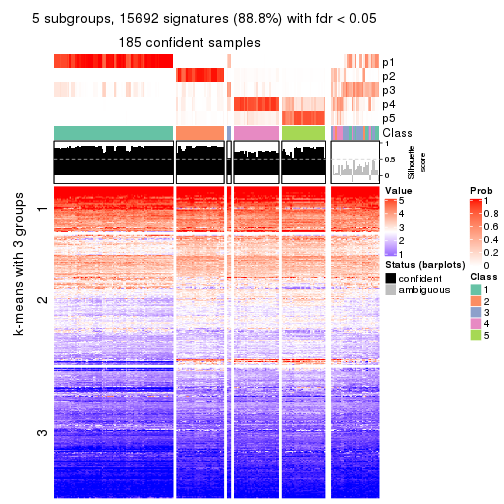 5 subgroups, 15692 signatures (88.8%) with fdr < 0.05
185 confident samples
p1
p2
p3
p4
p5
Class
1
0.5
0
Silhouette
score
k-means with 3 groups
1
2
3
Value
5
4
3
2
1
Status (barplots)
confident
ambiguous
Prob
1
0.8
0.6
0.4
0.2
0
Class
1
2
3
4
5